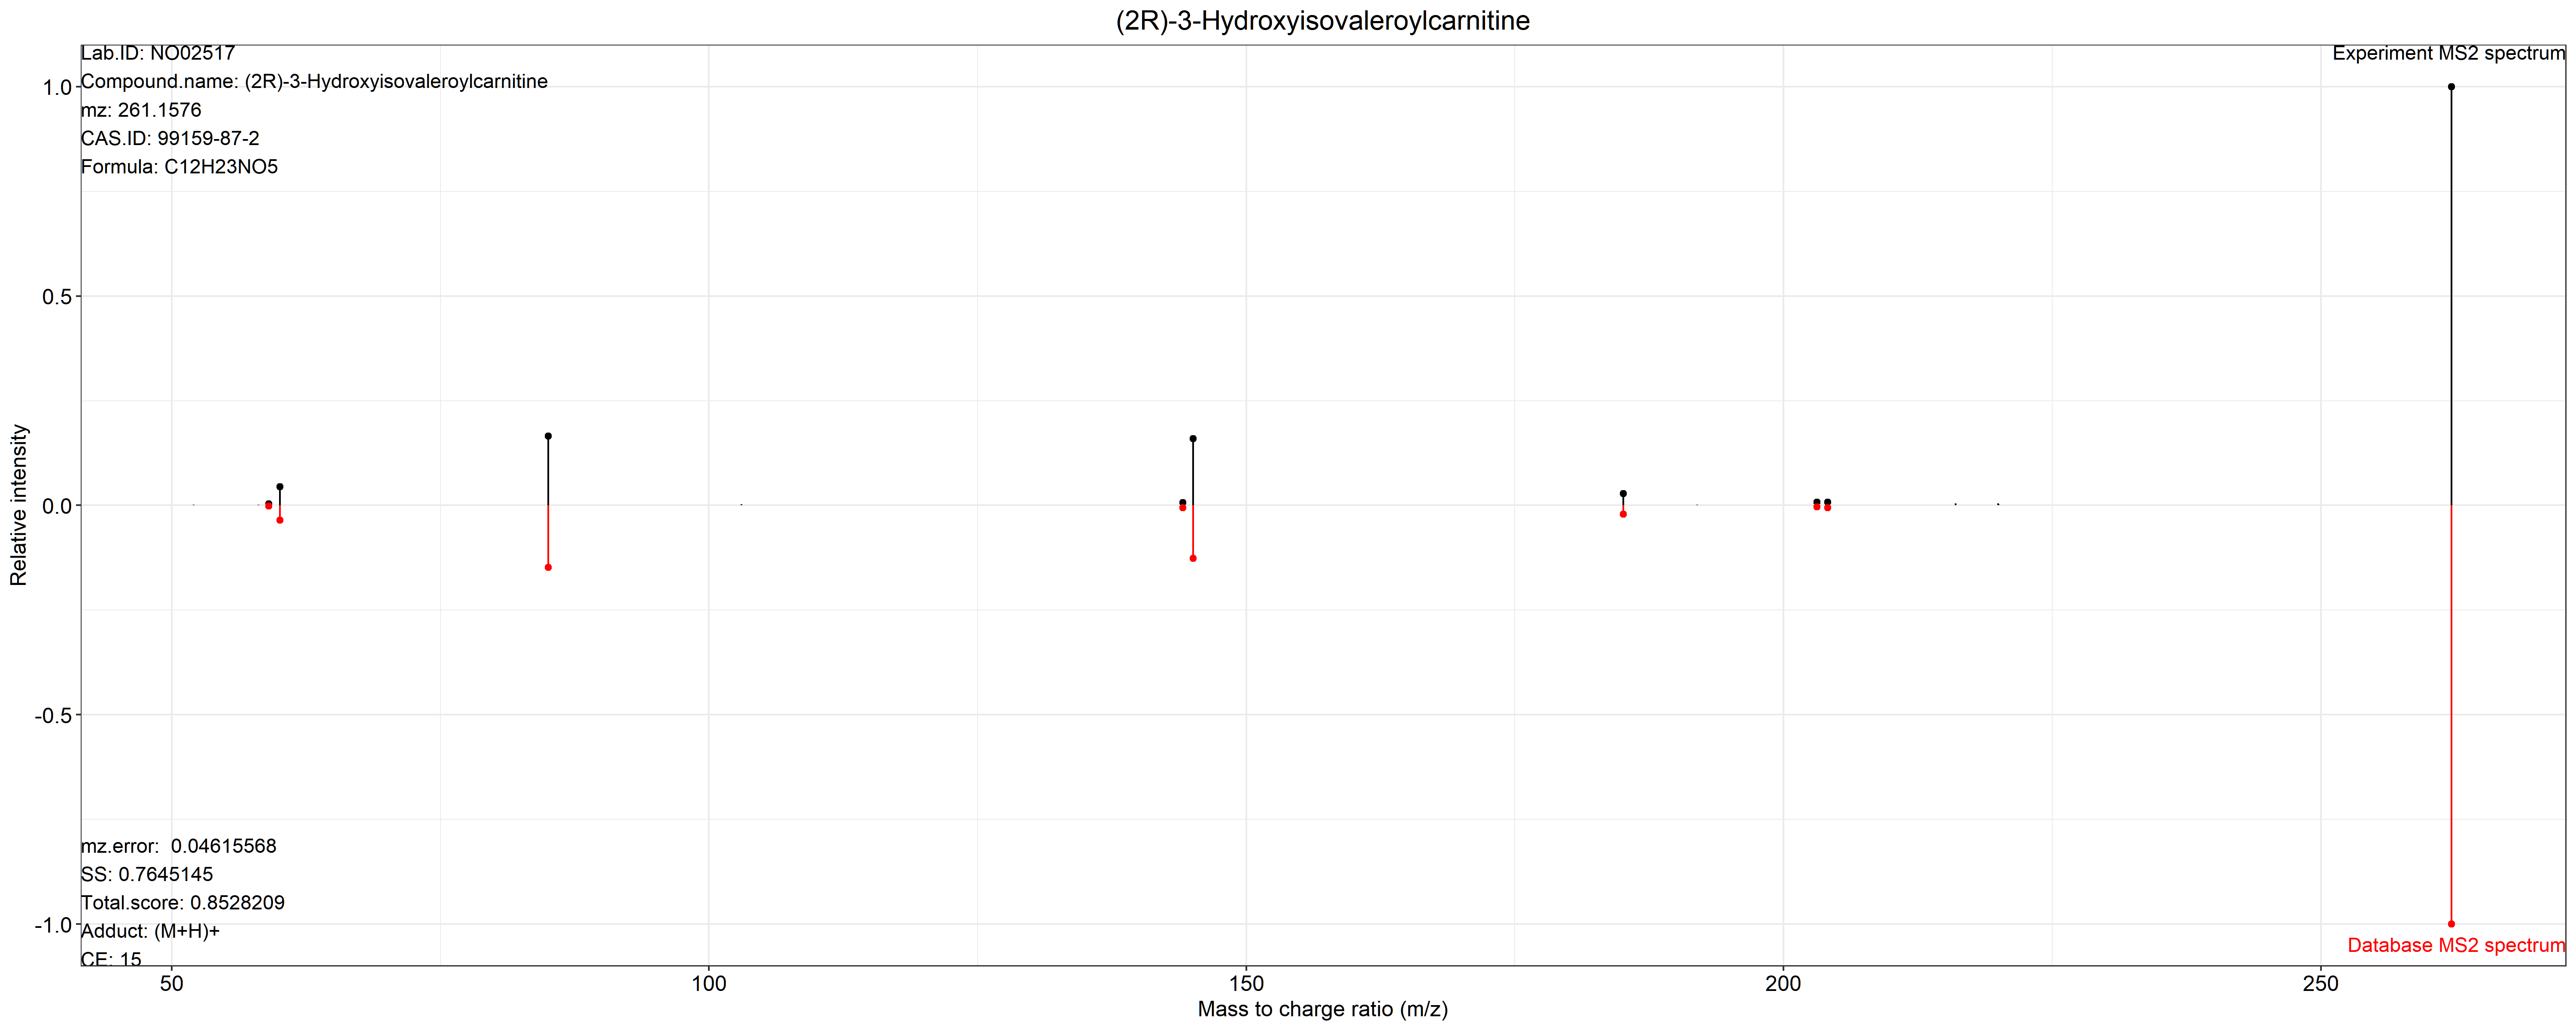 (2R)-3-Hydroxyisovaleroylcarnitine
Lab.ID: NO02517
Experiment MS2 spectrum
Compound.name: (2R)-3-Hydroxyisovaleroylcarnitine
mz: 261.1576
CAS.ID: 99159-87-2
Formula: C12H23NO5
1.0
0.5
0.0
-0.5
-1.0
Relative intensity
mz.error:  0.04615568
SS: 0.7645145
Total.score: 0.8528209
Adduct: (M+H)+
CE: 15
Database MS2 spectrum
50 100 150 200 250
Mass to charge ratio (m/z)